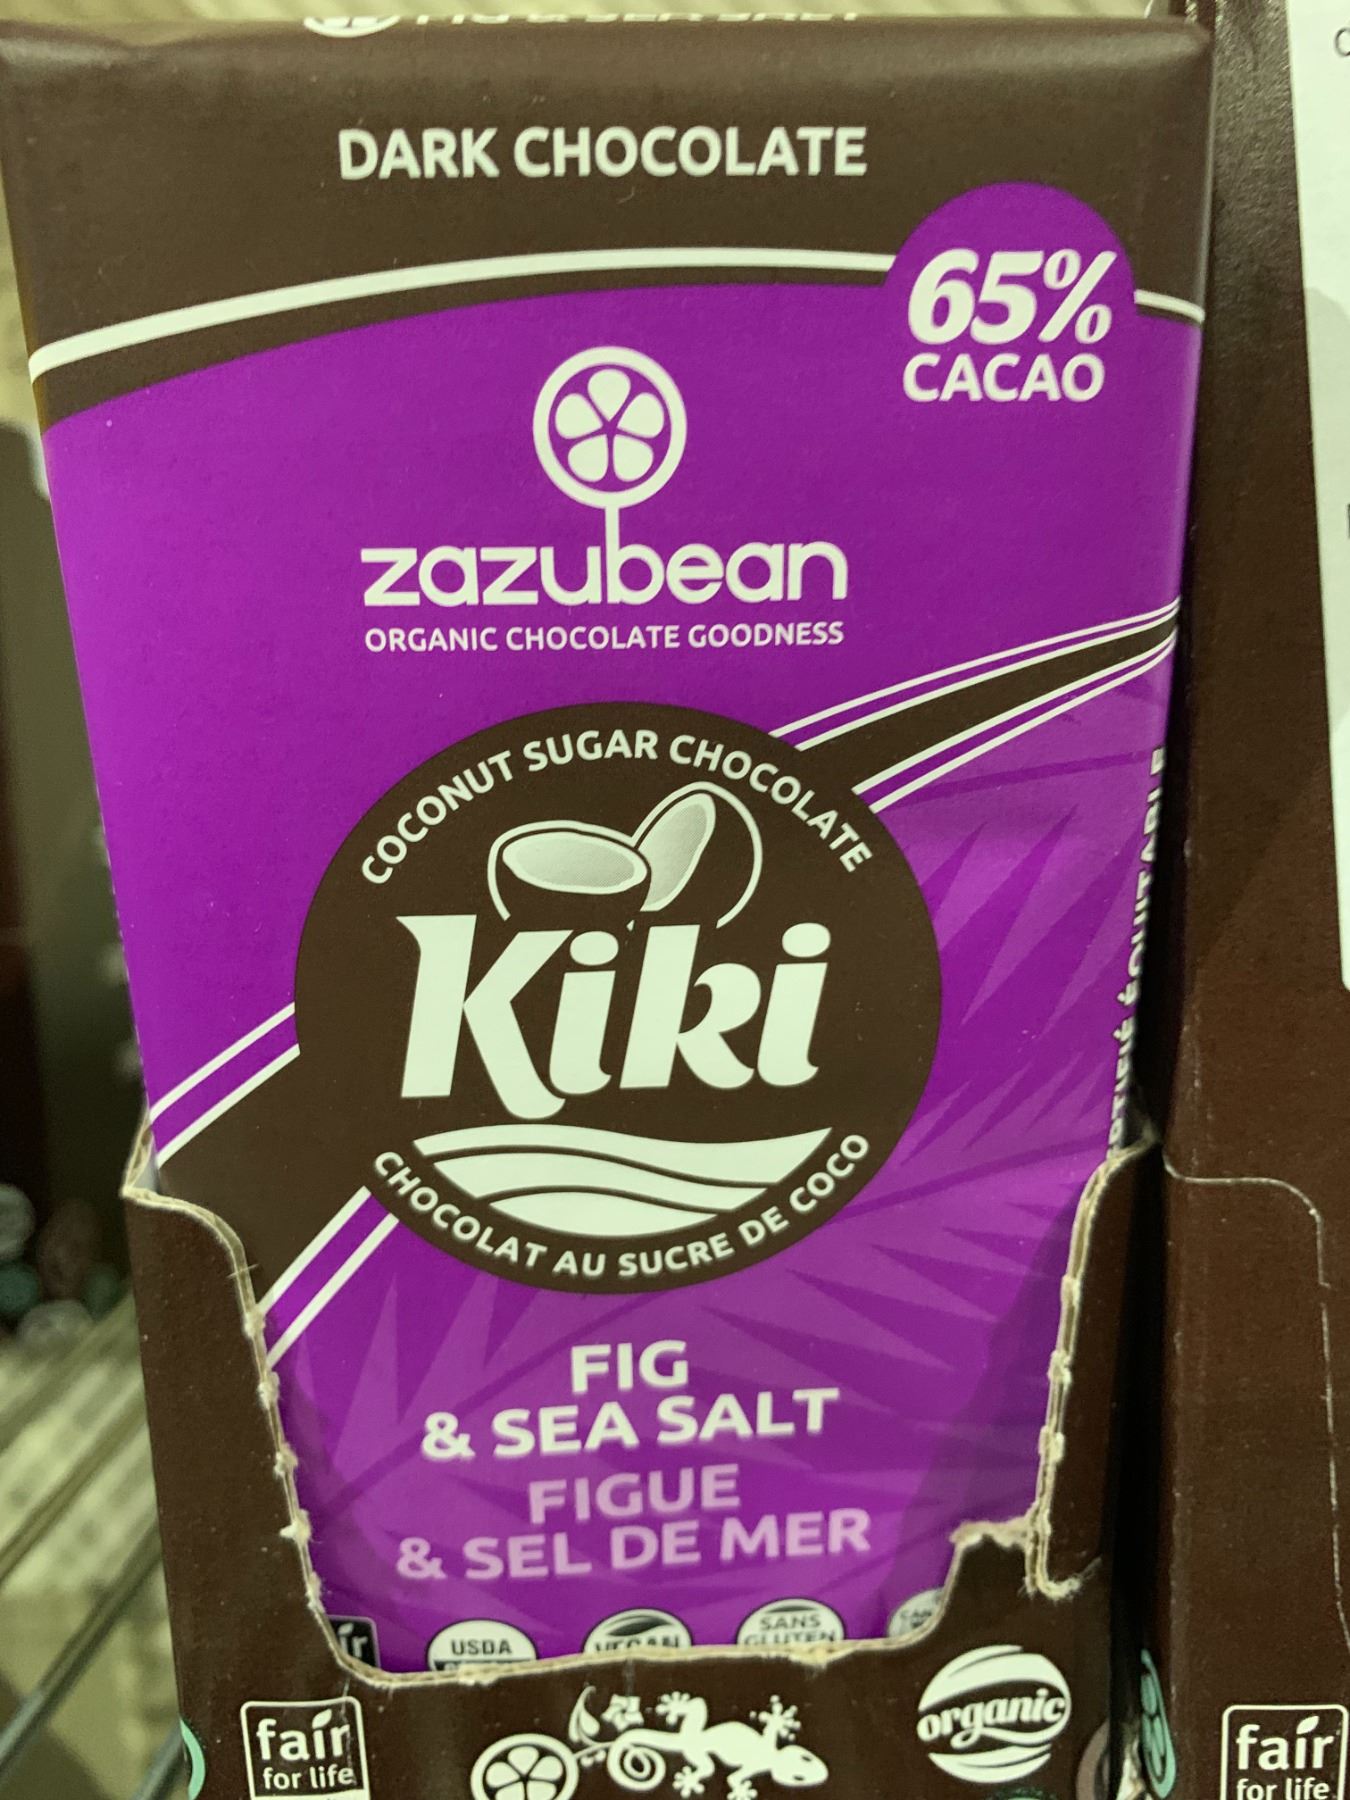 DARK CHOCOLATE
65%
CACAO
zazubean
ORGANIC CHOCOLATE GOODNESS
COCONUT SUGAR CHOCOLATE
Kiki
CHOCOLAT AU SUCRE DE COCO
FIG
& SEA SALT
FIGUE
& SEL DE MER
USDA
VEGAN
SANS
GLUTEN
fair
for life
organic
fair
for life